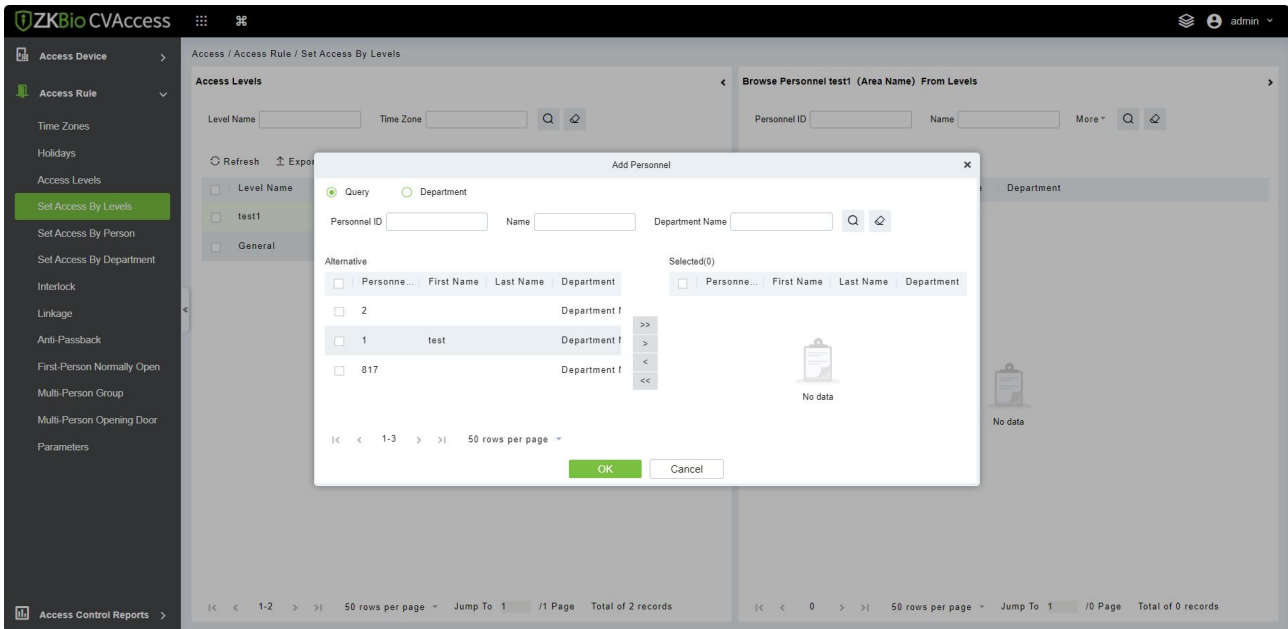 ZKBio CVAccess
admin
Access Device
Access Rule
Time Zones
Holidays
Access Levels
Set Access By Levels
Set Access By Person
Set Access By Department
Interlock
Linkage
Anti-Passback
First-Person Normally Open
Multi-Person Group
Multi-Person Opening Door
Parameters
Access Control Reports
Access / Access Rule / Set Access By Levels
Access Levels
Level Name Time Zone
Refresh Expor
Level Name
test1
General
1-2 50 rows per page Jump To 1 /1 Page Total of 2 records
Browse Personnel test1 (Area Name) From Levels
Personnel ID Name More
Department
No data
0 50 rows per page Jump To 1 /0 Page Total of 0 records
Add Personnel
Query Department
Personnel ID Name Department Name
Alternative
Personne... First Name Last Name Department
2 Department
1 test Department
817 Department
1-3 50 rows per page
>>
>
<
<<
Selected(0)
Personne... First Name Last Name Department
No data
OK Cancel